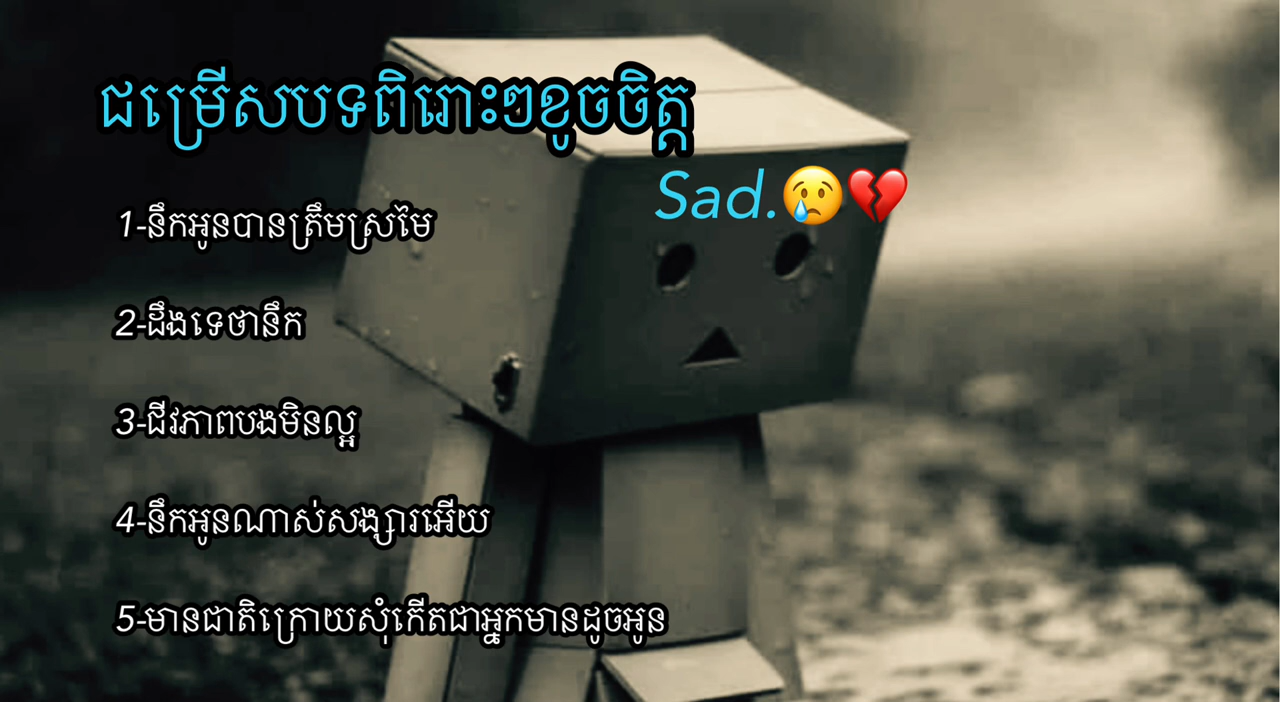 ជម្រើសបទពិរោះៗខូចចិត្ត
Sad.😢💔
1-នឹកអូនបានត្រឹមស្រមៃ
2-ដឹងទេថានឹក
3-ជីវភាពបងមិនល្អ
4-នឹកអូនណាស់សង្សារអើយ
5-មានជាតិក្រោយសុំកើតជាអ្នកមានដូចអូន